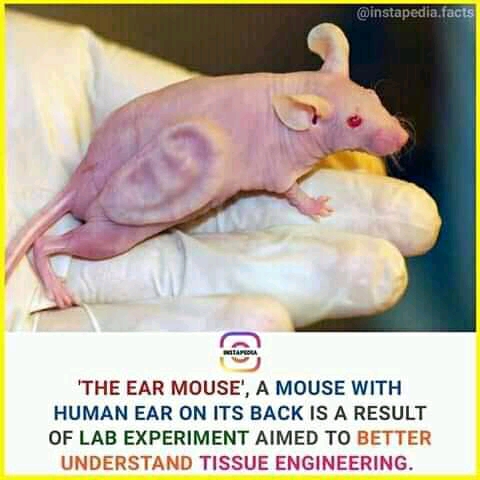 @instapedia.facts
INSTAPEDIA
'THE EAR MOUSE', A MOUSE WITH
HUMAN EAR ON ITS BACK IS A RESULT
OF LAB EXPERIMENT AIMED TO BETTER
UNDERSTAND TISSUE ENGINEERING.